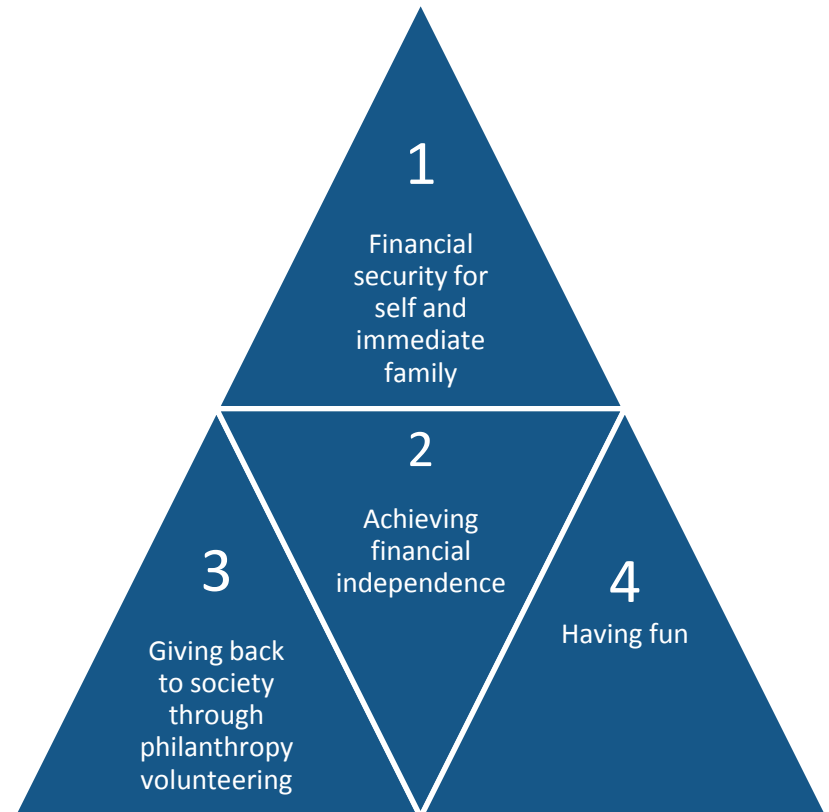 1
Financial
security for
self and
immediate
family
2
Achieving
financial
independence
3
Giving back
to society
through
philanthropy
volunteering
4
Having fun